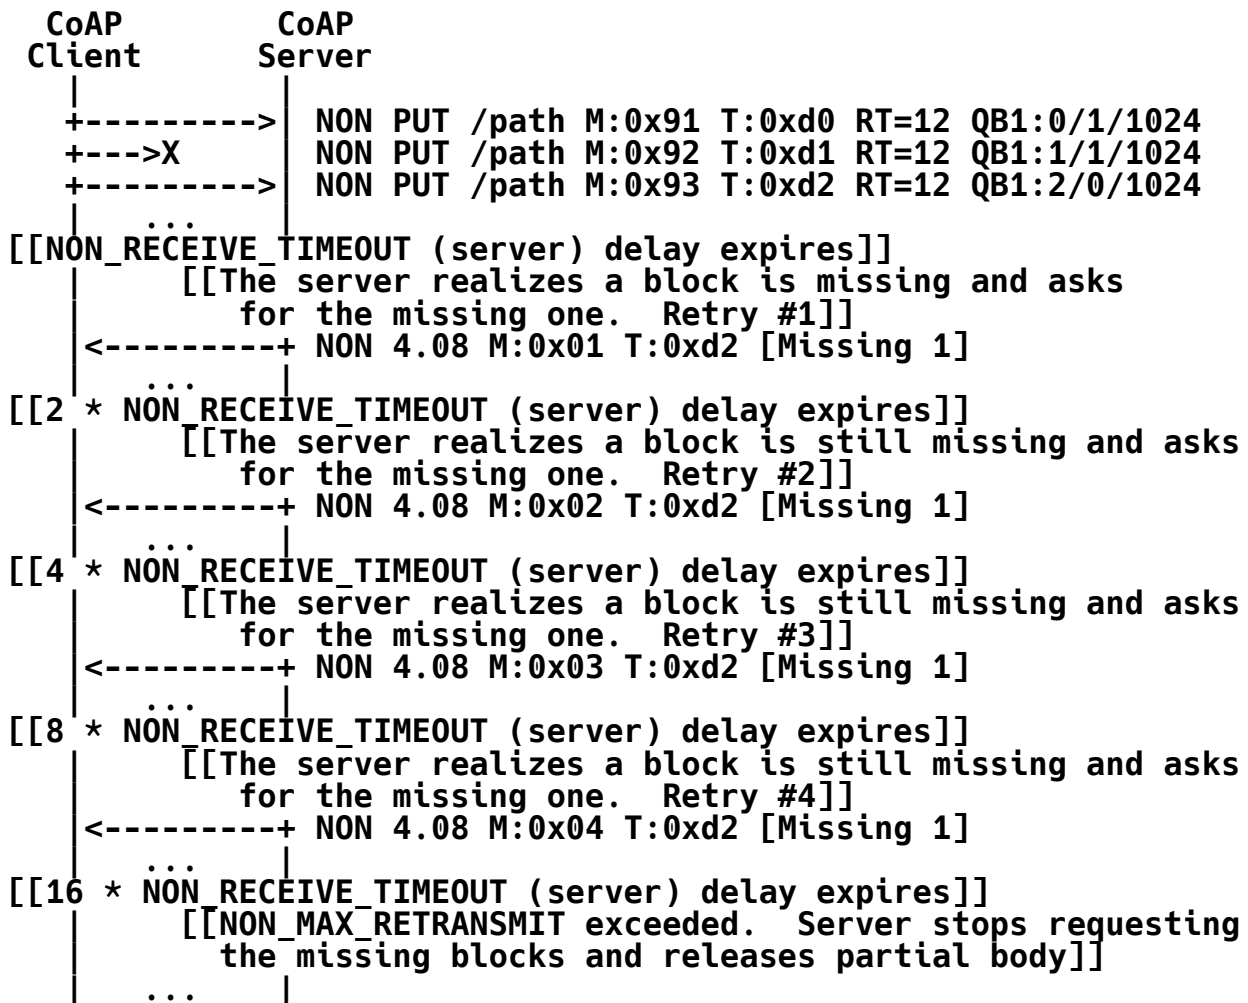 CoAP        CoAP
 Client      Server
   |          |
   +--------->| NON PUT /path M:0x91 T:0xd0 RT=12 QB1:0/1/1024
   +--->X     | NON PUT /path M:0x92 T:0xd1 RT=12 QB1:1/1/1024
   +--------->| NON PUT /path M:0x93 T:0xd2 RT=12 QB1:2/0/1024
   |   ...    |
[[NON_RECEIVE_TIMEOUT (server) delay expires]]
   |     [[The server realizes a block is missing and asks
   |        for the missing one.  Retry #1]]
   |<---------+ NON 4.08 M:0x01 T:0xd2 [Missing 1]
   |   ...    |
[[2 * NON_RECEIVE_TIMEOUT (server) delay expires]]
   |     [[The server realizes a block is still missing and asks
   |        for the missing one.  Retry #2]]
   |<---------+ NON 4.08 M:0x02 T:0xd2 [Missing 1]
   |   ...    |
[[4 * NON_RECEIVE_TIMEOUT (server) delay expires]]
   |     [[The server realizes a block is still missing and asks
   |        for the missing one.  Retry #3]]
   |<---------+ NON 4.08 M:0x03 T:0xd2 [Missing 1]
   |   ...    |
[[8 * NON_RECEIVE_TIMEOUT (server) delay expires]]
   |     [[The server realizes a block is still missing and asks
   |        for the missing one.  Retry #4]]
   |<---------+ NON 4.08 M:0x04 T:0xd2 [Missing 1]
   |   ...    |
[[16 * NON_RECEIVE_TIMEOUT (server) delay expires]]
   |     [[NON_MAX_RETRANSMIT exceeded.  Server stops requesting
   |       the missing blocks and releases partial body]]
   |   ...    |